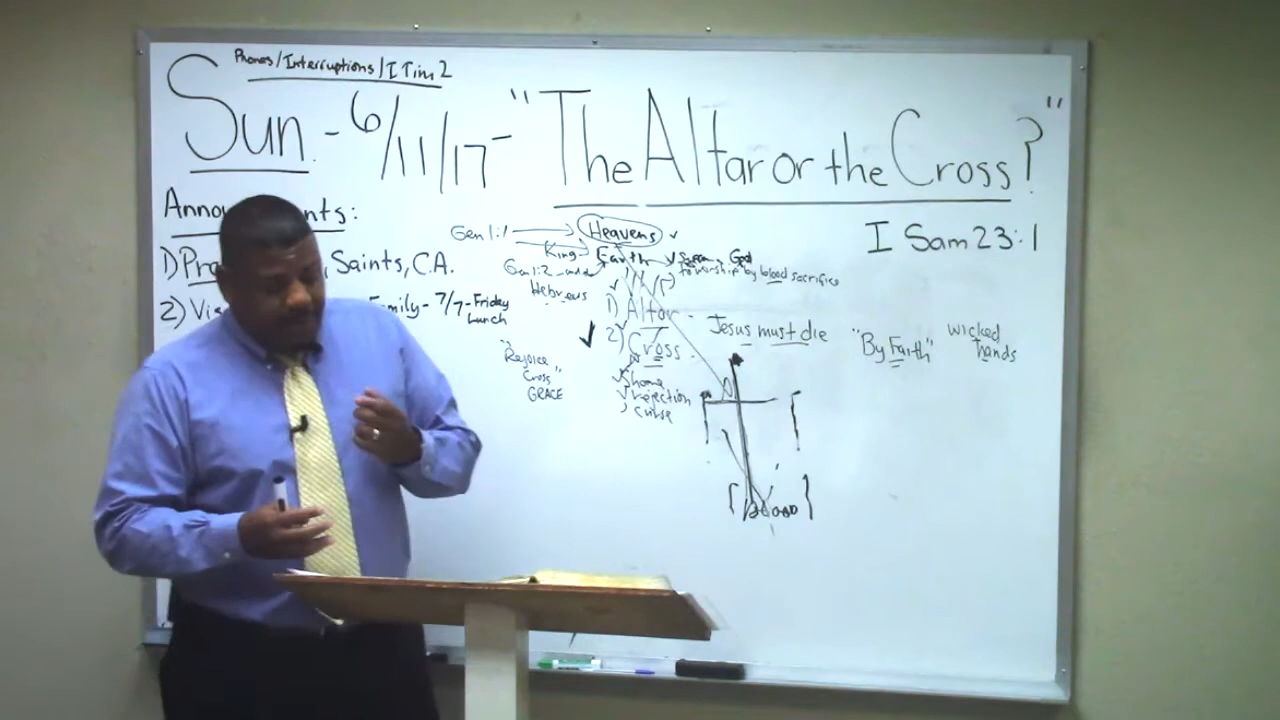 Phones/Interruptions/I Tim 2
Sun. - 6/11/17 - "The Altar or the Cross?"
Announ nts:
I Sam 23:1
1) Pra Saints, C.A.
2) Vis Family - 7/7 - Friday
Lunch
Gen 1:1
Heavens
King
Earth
God
Gen 1:2
to worship by blood sacrifice
Hebrews
1) Altar -
2) Cross -
Jesus must die
"By Faith"
wicked
hands
"Rejoice
Cross"
GRACE
Shame
rejection
curse
blood